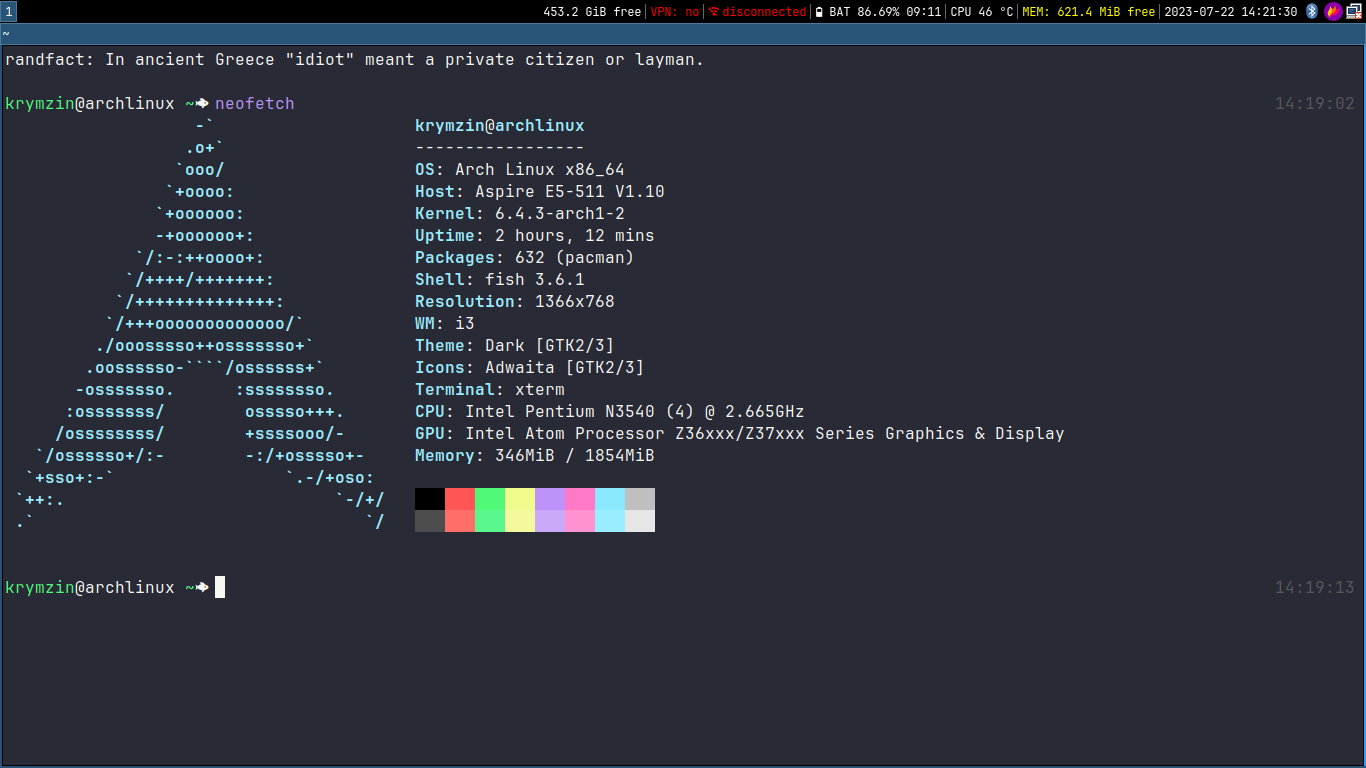 1 453.2 GiB free|VPN: no|disconnected|BAT 86.69% 09:11|CPU 46 °C|MEM: 621.4 MiB free|2023-07-22 14:21:30
~
randfact: In ancient Greece "idiot" meant a private citizen or layman.
krymzin@archlinux ~ neofetch 14:19:02
-` krymzin@archlinux
.o+` -----------------
`ooo/ OS: Arch Linux x86_64
`+oooo: Host: Aspire E5-511 V1.10
`+oooooo: Kernel: 6.4.3-arch1-2
-+oooooo+: Uptime: 2 hours, 12 mins
`/:-:++oooo+: Packages: 632 (pacman)
`/++++/+++++++: Shell: fish 3.6.1
`/++++++++++++++: Resolution: 1366x768
`/+++ooooooooooooo/` WM: i3
./ooosssso++osssssso+` Theme: Dark [GTK2/3]
.oossssso-````/ossssss+` Icons: Adwaita [GTK2/3]
-osssssso. :ssssssso. Terminal: xterm
:osssssss/ osssso+++. CPU: Intel Pentium N3540 (4) @ 2.665GHz
/ossssssss/ +ssssooo/- GPU: Intel Atom Processor Z36xxx/Z37xxx Series Graphics & Display
`/ossssso+/:- -:/+osssso+- Memory: 346MiB / 1854MiB
`+sso+:-` `.-/+oso:
`++:. `-/+/
.` `/
krymzin@archlinux ~ 14:19:13